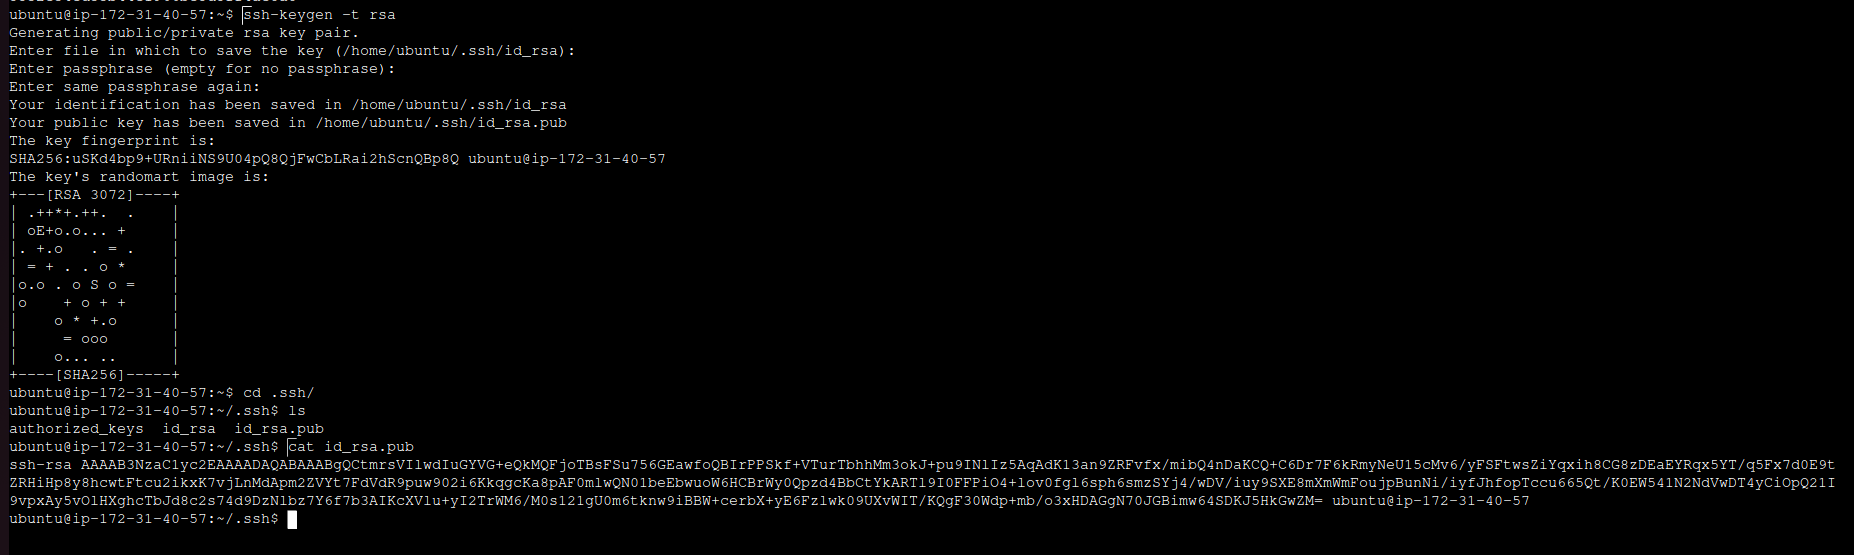 ubuntu@ip-172-31-40-57:~$ ssh-keygen -t rsa
Generating public/private rsa key pair.
Enter file in which to save the key (/home/ubuntu/.ssh/id_rsa):
Enter passphrase (empty for no passphrase):
Enter same passphrase again:
Your identification has been saved in /home/ubuntu/.ssh/id_rsa
Your public key has been saved in /home/ubuntu/.ssh/id_rsa.pub
The key fingerprint is:
SHA256:uSKd4bp9+URniiNS9U04pQ8QjFwCbLRai2hScnQBp8Q ubuntu@ip-172-31-40-57
The key's randomart image is:
+---[RSA 3072]----+
| .++*+.++.  .    |
| oE+o.o... +     |
|. +.o   . = .    |
| = + . . o *     |
|o.o . o S o =    |
|o    + o + +     |
|    o * +.o      |
|     = ooo       |
|    o... ..      |
+----[SHA256]-----+
ubuntu@ip-172-31-40-57:~$ cd .ssh/
ubuntu@ip-172-31-40-57:~/.ssh$ ls
authorized_keys  id_rsa  id_rsa.pub
ubuntu@ip-172-31-40-57:~/.ssh$ cat id_rsa.pub
ssh-rsa AAAAB3NzaC1yc2EAAAADAQABAAABgQCtmrsVIlwdIuGYVG+eQkMQFjoTBsFSu756GEawfoQBIrPPSkf+VTurTbhhMm3okJ+pu9IN1Iz5AqAdK13an9ZRFvfx/mibQ4nDaKCQ+C6Dr7F6kRmyNeU15cMv6/yFSFtwsZiYqxih8CG8zDEaEYRqx5YT/q5Fx7d0E9t
ZRHiHp8y8hcwtFtcu2ikxK7vjLnMdApm2ZVYt7FdVdR9puw902i6KkqgcKa8pAF0mlwQN01beEbwuoW6HCBrWy0Qpzd4BbCtYkARTl9I0FFPiO4+lov0fgl6sph6smzSYj4/wDV/iuy9SXE8mXmWmFoujpBunNi/iyfJhfopTccu665Qt/K0EW541N2NdVwDT4yCiOpQ21I
9vpxAy5vOlHXghcTbJd8c2s74d9DzNlbz7Y6f7b3AIKcXVlu+yI2TrWM6/M0s121gU0m6tknw9iBBW+cerbX+yE6Fzlwk09UXvWIT/KQgF30Wdp+mb/o3xHDAGgN70JGBimw64SDKJ5HkGwZM= ubuntu@ip-172-31-40-57
ubuntu@ip-172-31-40-57:~/.ssh$